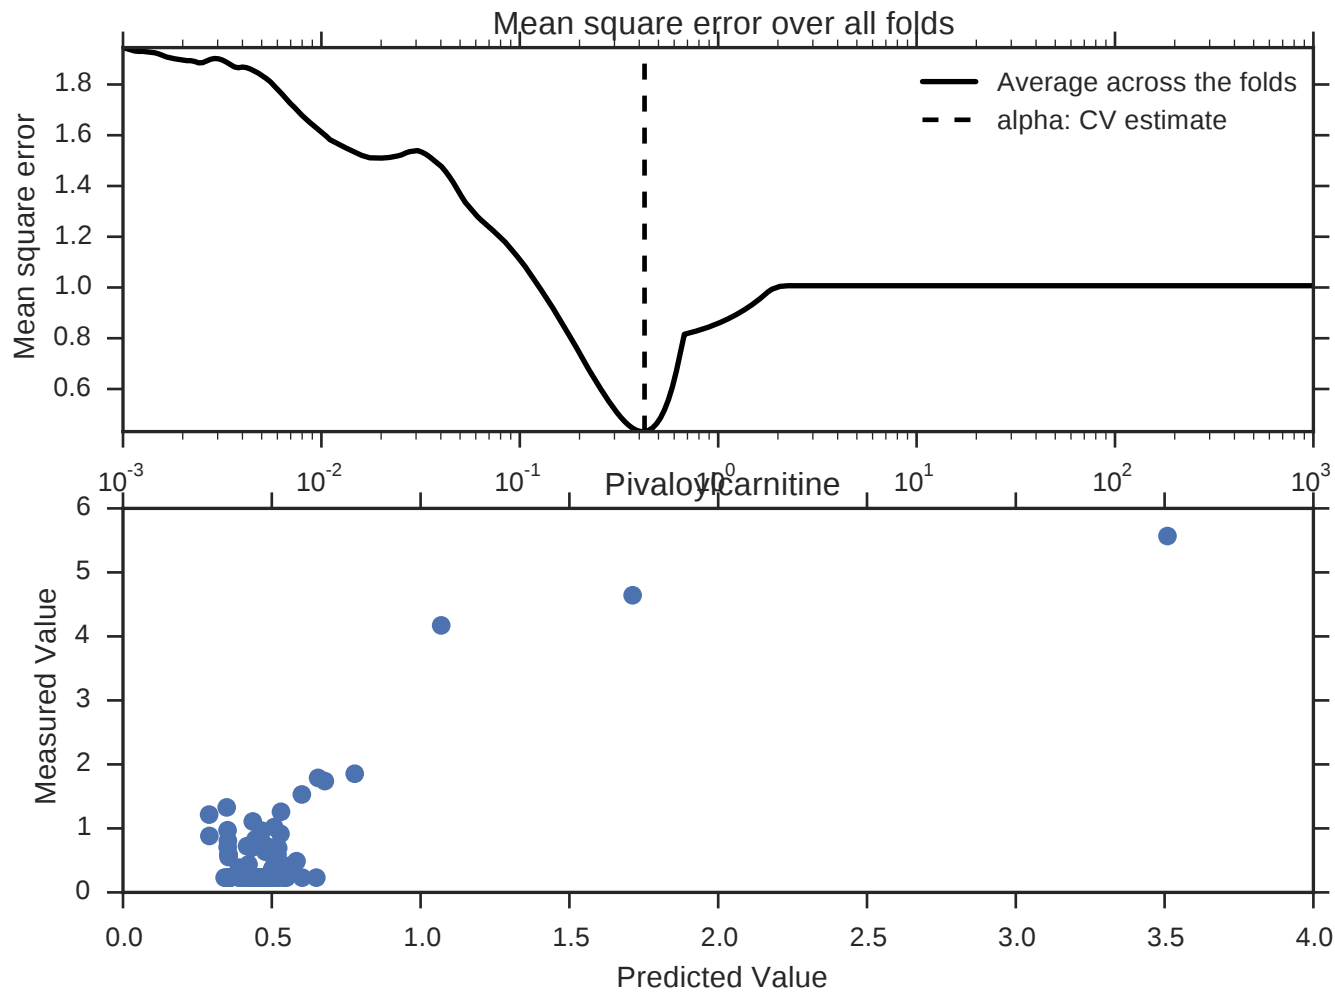 Mean square error over all folds
Mean square error
1.8
1.6
1.4
1.2
1.0
0.8
0.6
Average across the folds
alpha: CV estimate
10-3 10-2 10-1 100 101 102 103
Pivaloylcarnitine
Measured Value
6
5
4
3
2
1
0
0.0 0.5 1.0 1.5 2.0 2.5 3.0 3.5 4.0
Predicted Value